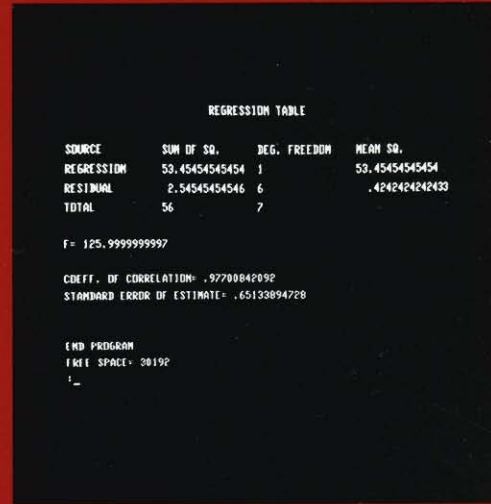 REGRESSION TABLE
SOURCE SUM OF SQ. DEG. FREEDOM MEAN SQ.
REGRESSION 53.45454545454 1 53.45454545454
RESIDUAL 2.54545454546 6 .4242424242433
TOTAL 56 7
F= 125.9999999997
COEFF. OF CORRELATION= .97700842092
STANDARD ERROR OF ESTIMATE= .65133894728
END PROGRAM
FREE SPACE= 30192
:_